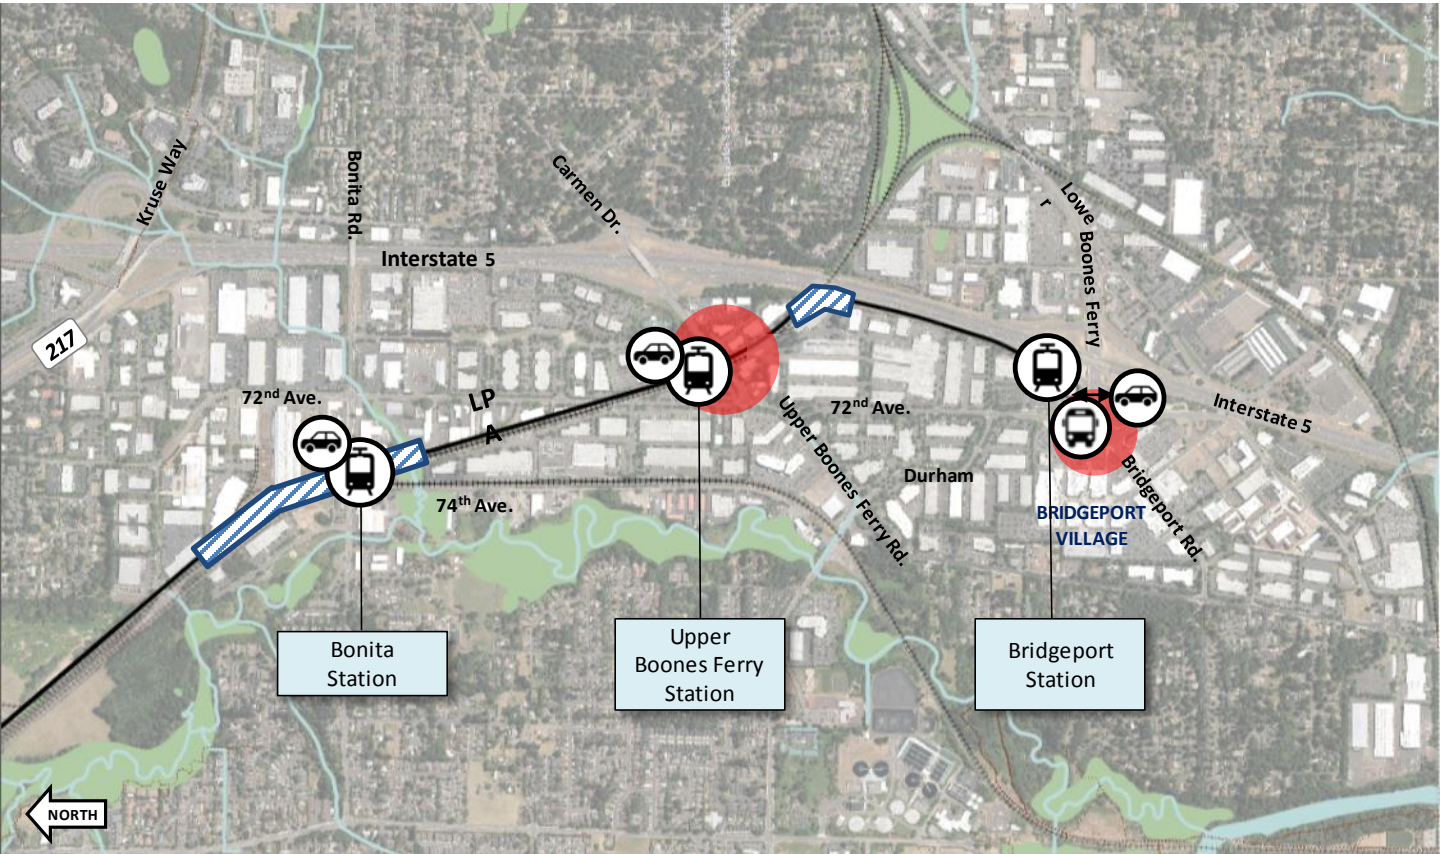 Kruse Way
Bonita Rd.
Carmen Dr.
Lowe
r
Boones Ferry
Interstate 5
217
72nd Ave.
LP
A
72nd Ave.
Interstate 5
Upper Boones Ferry Rd.
Durham
74th Ave.
Bridgeport Rd.
BRIDGEPORT
VILLAGE
Bonita
Station
Upper
Boones Ferry
Station
Bridgeport
Station
NORTH